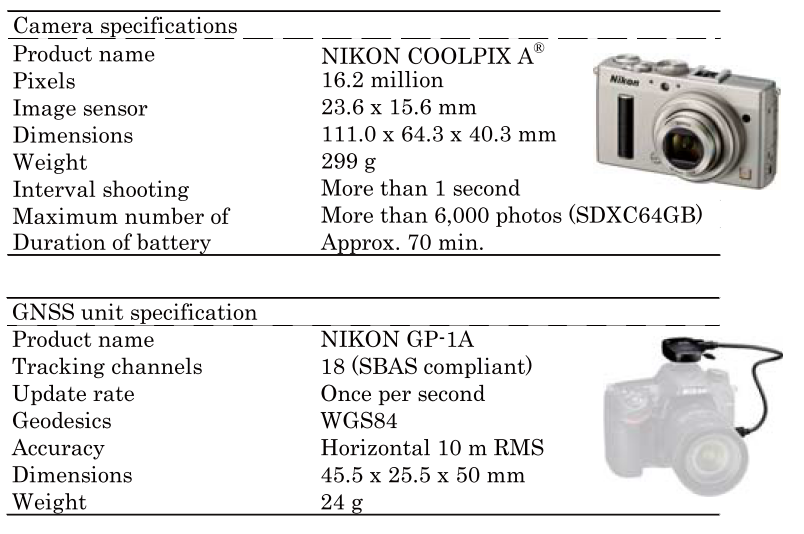 Camera specifications
Product name NIKON COOLPIX A®
Pixels 16.2 million
Image sensor 23.6 x 15.6 mm
Dimensions 111.0 x 64.3 x 40.3 mm
Weight 299 g
Interval shooting More than 1 second
Maximum number of More than 6,000 photos (SDXC64GB)
Duration of battery Approx. 70 min.
Nikon
GNSS unit specification
Product name NIKON GP-1A
Tracking channels 18 (SBAS compliant)
Update rate Once per second
Geodesics WGS84
Accuracy Horizontal 10 m RMS
Dimensions 45.5 x 25.5 x 50 mm
Weight 24 g